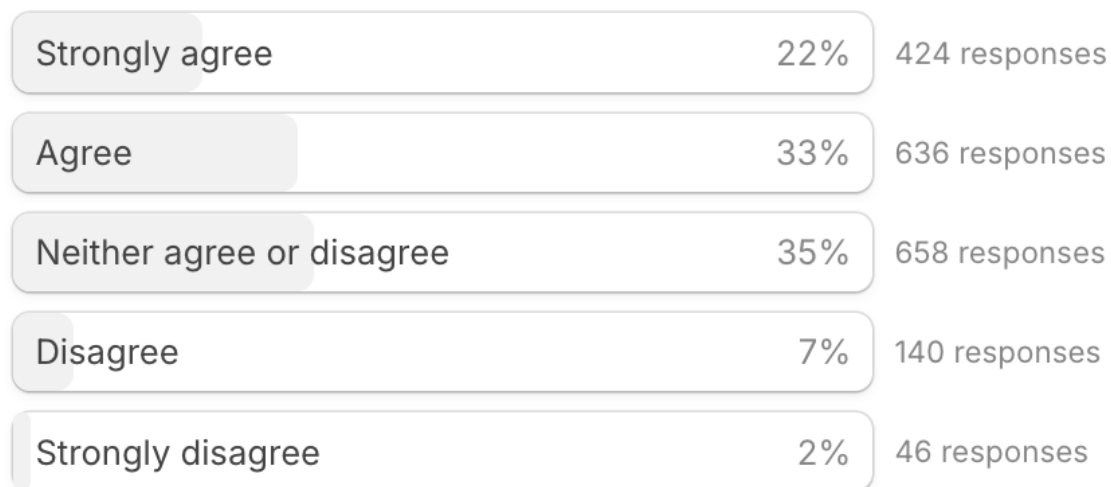 Strongly agree 22% 424 responses
Agree 33% 636 responses
Neither agree or disagree 35% 658 responses
Disagree 7% 140 responses
Strongly disagree 2% 46 responses